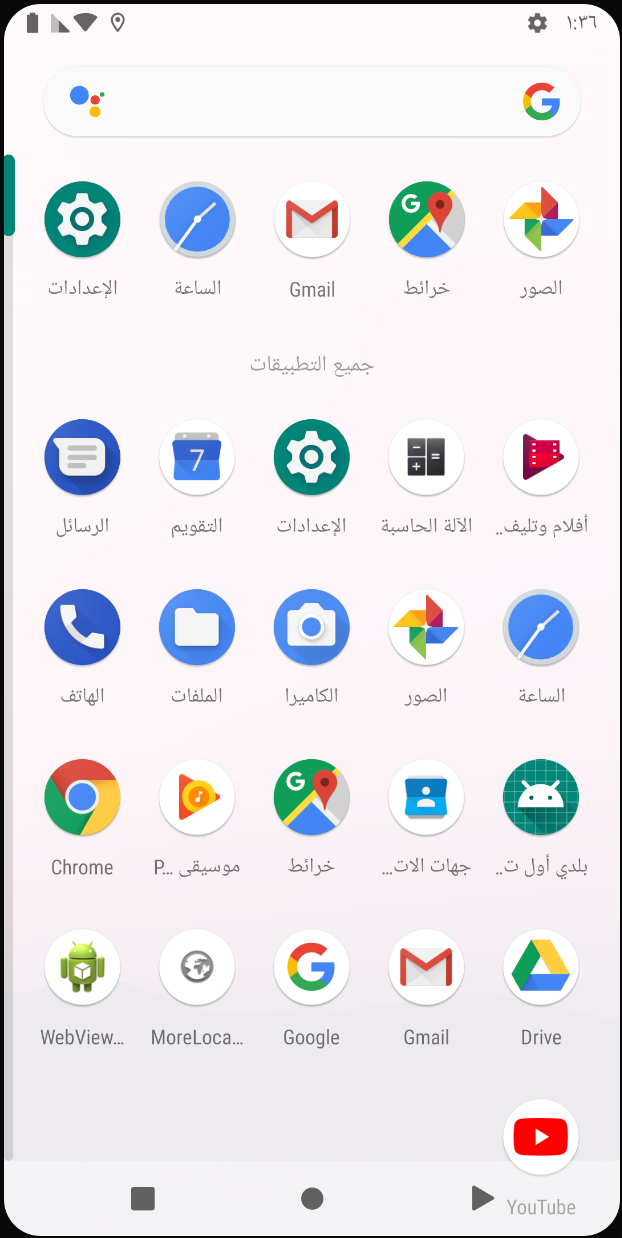 ١:٣٦
الصور
خرائط
Gmail
الساعة
الإعدادات
جميع التطبيقات
أفلام وتليف..
الآلة الحاسبة
الإعدادات
التقويم
7
الرسائل
الساعة
الصور
الكاميرا
الملفات
الهاتف
بلدي أول ت..
جهات الات...
خرائط
موسيقى P...
Chrome
Drive
Gmail
Google
MoreLoca...
WebView...
YouTube